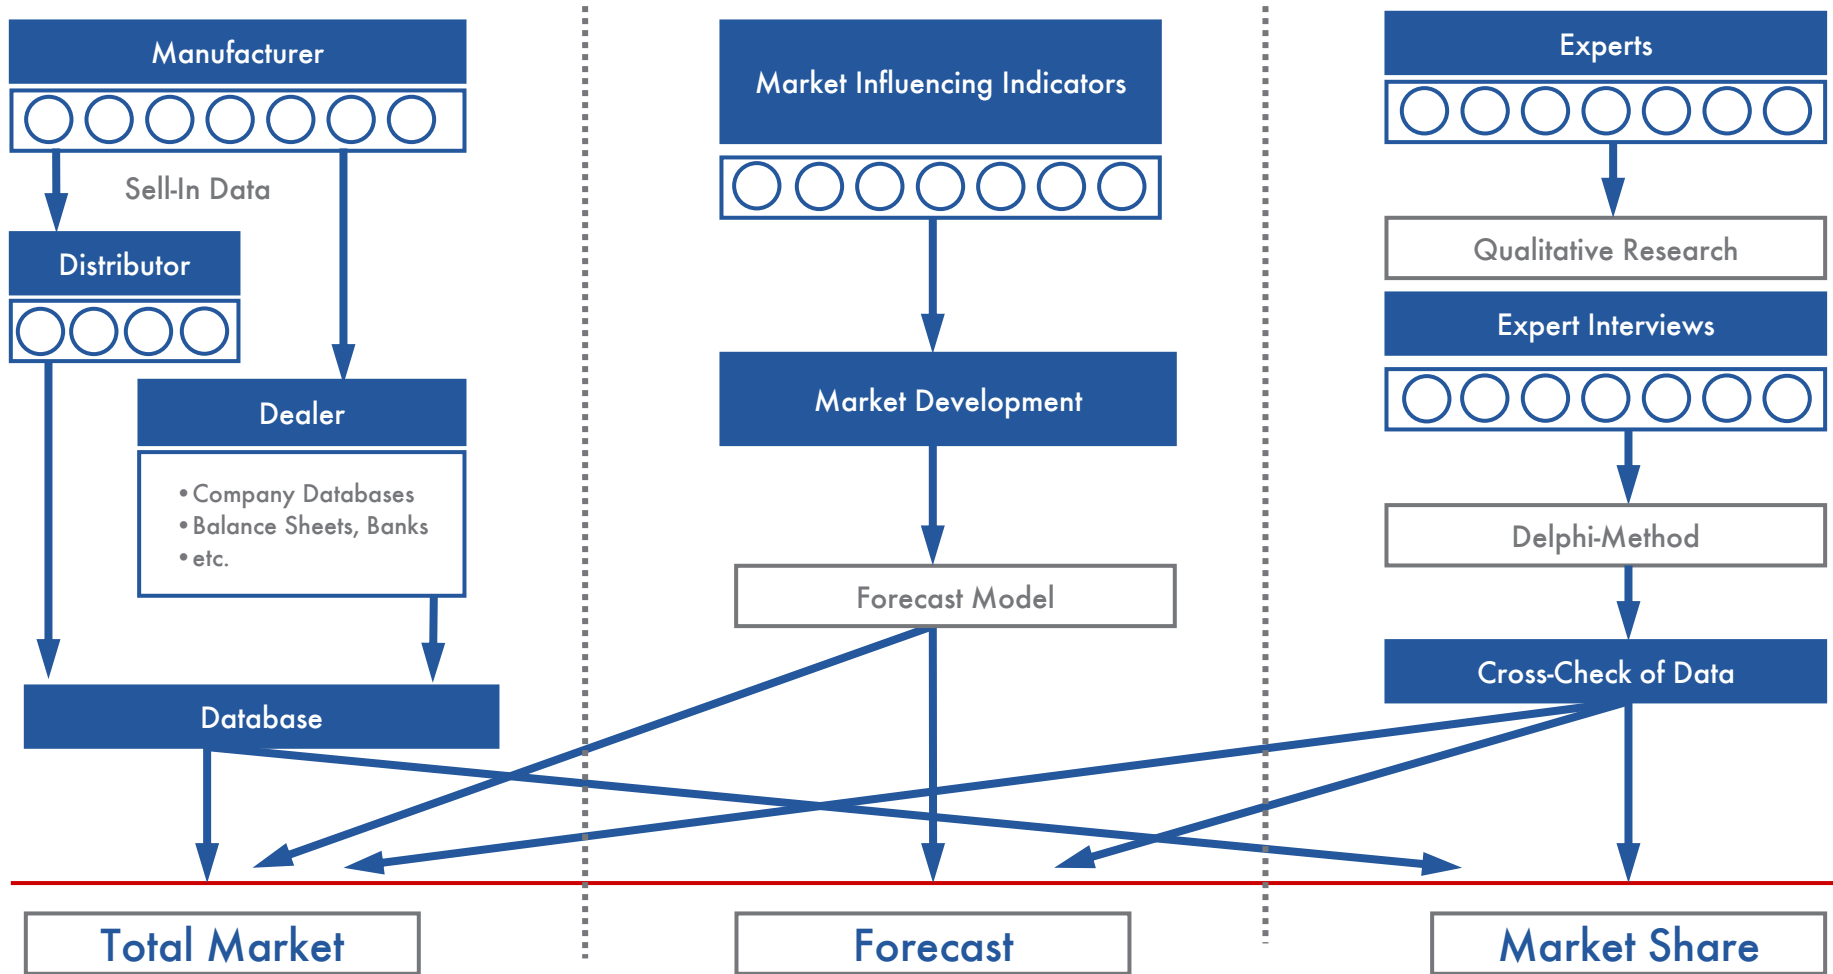 Manufacturer
Sell-In Data
Distributor
Dealer
• Company Databases
• Balance Sheets, Banks
• etc.
Database
Total Market
Market Influencing Indicators
Market Development
Forecast Model
Forecast
Experts
Qualitative Research
Expert Interviews
Delphi-Method
Cross-Check of Data
Market Share